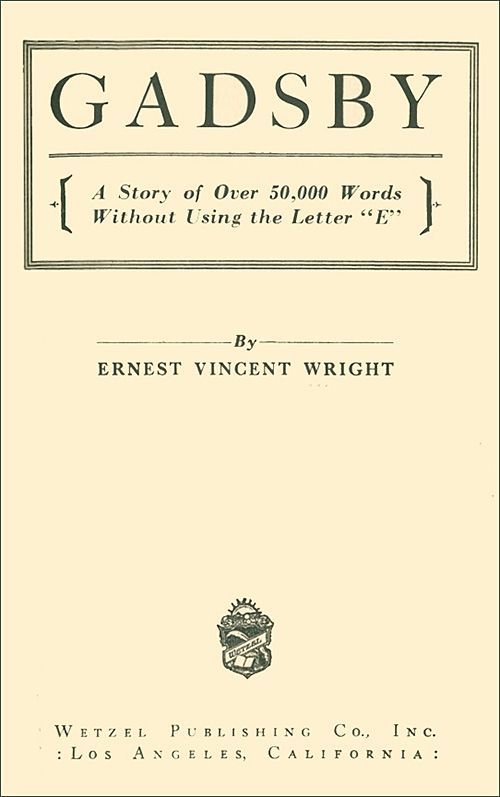 GADSBY
A Story of Over 50,000 Words
Without Using the Letter “E”
By
ERNEST VINCENT WRIGHT
WETZEL
WETZEL PUBLISHING CO., INC.
:LOS ANGELES, CALIFORNIA: